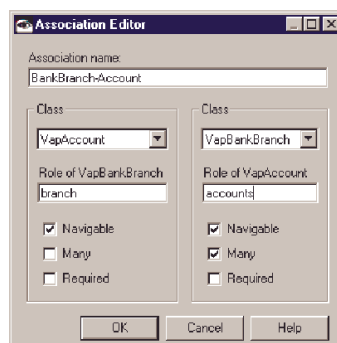 Association Editor
Association name:
BankBranch-Account
Class
Class
VapAccount
VapBankBranch
Role of VapBankBranch
Role of VapAccount
branch
accounts
Navigable
Navigable
Many
Many
Required
Required
OK
Cancel
Help